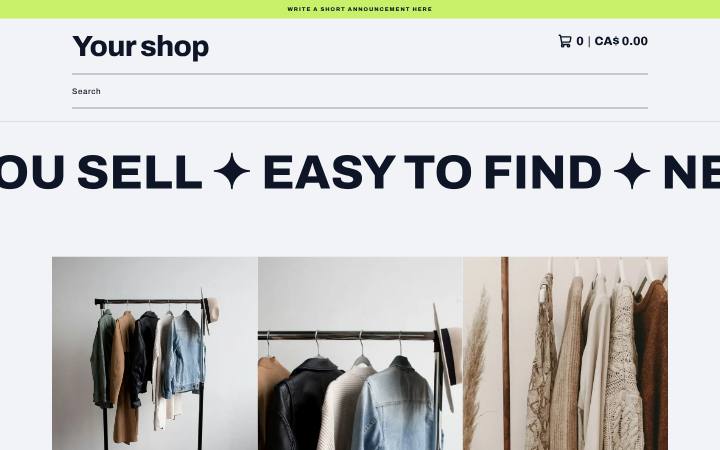 WRITE A SHORT ANNOUNCEMENT HERE
Your shop
0 | CA$ 0.00
Search
OU SELL ✦ EASY TO FIND ✦ NE